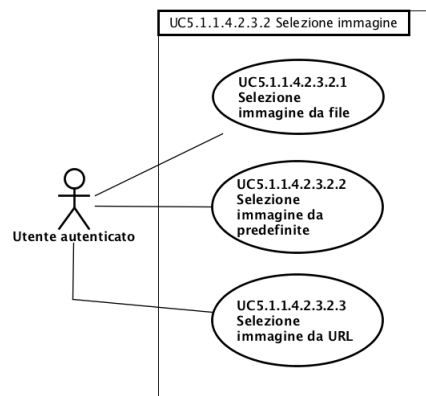 UC5.1.1.4.2.3.2 Selezione immagine
UC5.1.1.4.2.3.2.1
Selezione
immagine da file
UC5.1.1.4.2.3.2.2
Selezione
immagine da
predefinite
Utente autenticato
UC5.1.1.4.2.3.2.3
Selezione
immagine da URL